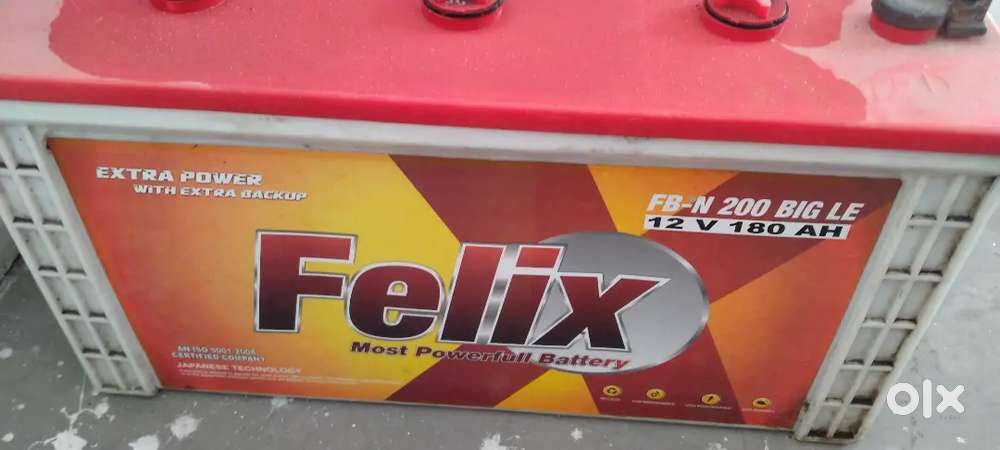 EXTRA POWER
WITH EXTRA BACKUP
FB-N 200 BIG LE
12 V 180 AH
Felix
Most Powerfull Battery
AN ISO 9001-2008
CERTIFIED COMPANY
JAPANESE TECHNOLOGY
olx